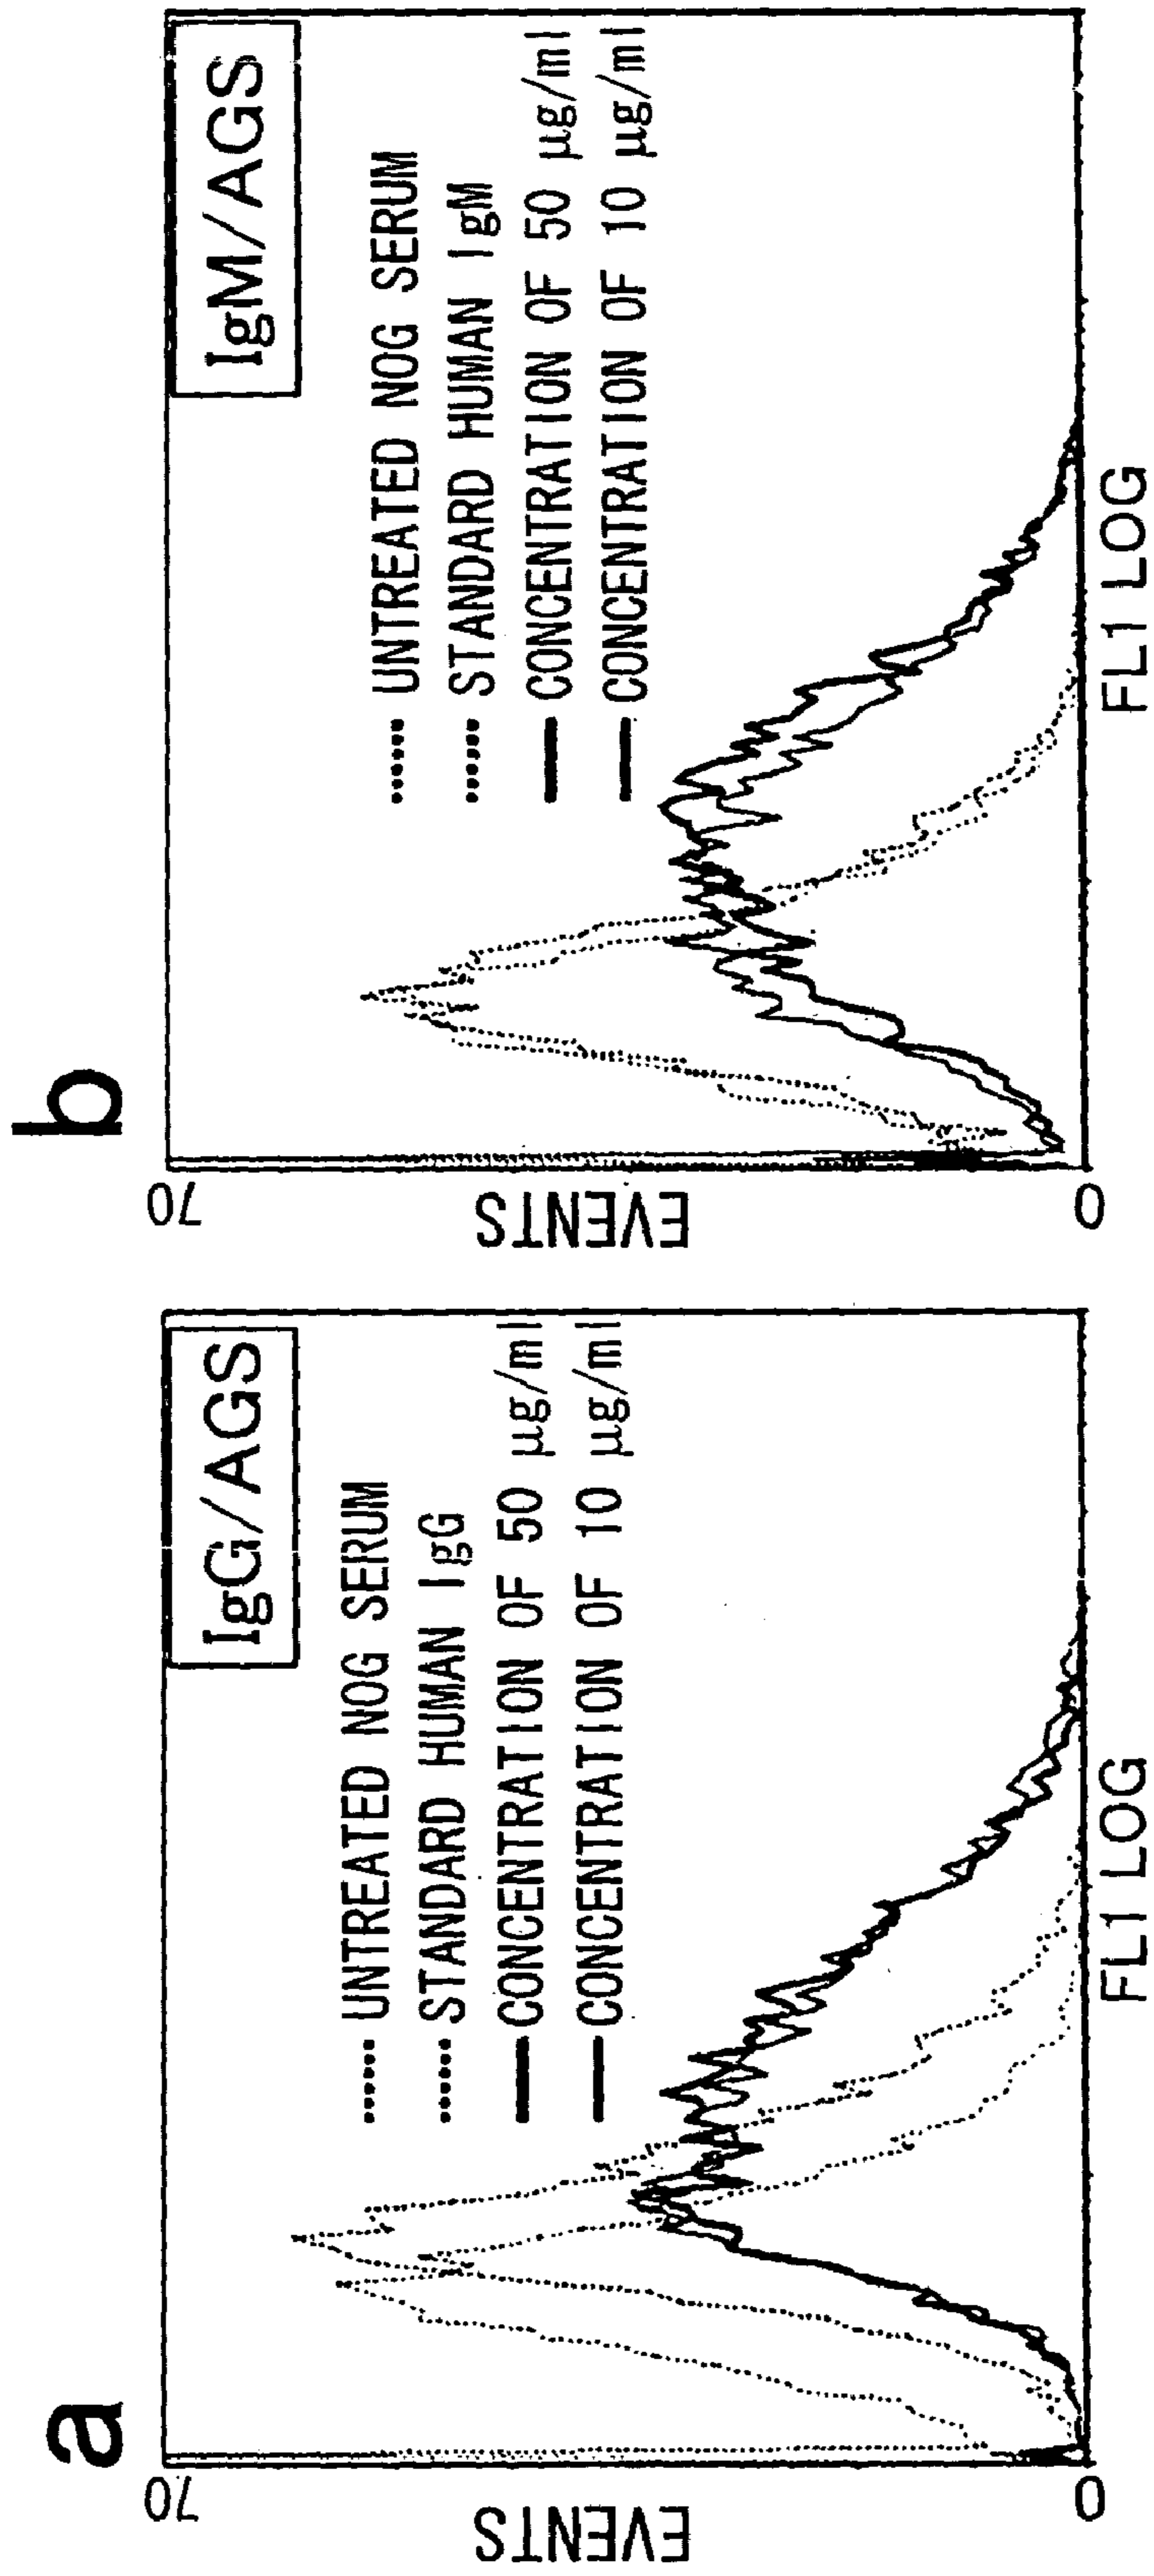 a
IgG/AGS
70
EVENTS
0
UNTREATED NOG SERUM
STANDARD HUMAN IgG
CONCENTRATION OF 50 µg/ml
CONCENTRATION OF 10 µg/ml
FL1 LOG
b
IgM/AGS
70
EVENTS
0
UNTREATED NOG SERUM
STANDARD HUMAN IgM
CONCENTRATION OF 50 µg/ml
CONCENTRATION OF 10 µg/ml
FL1 LOG